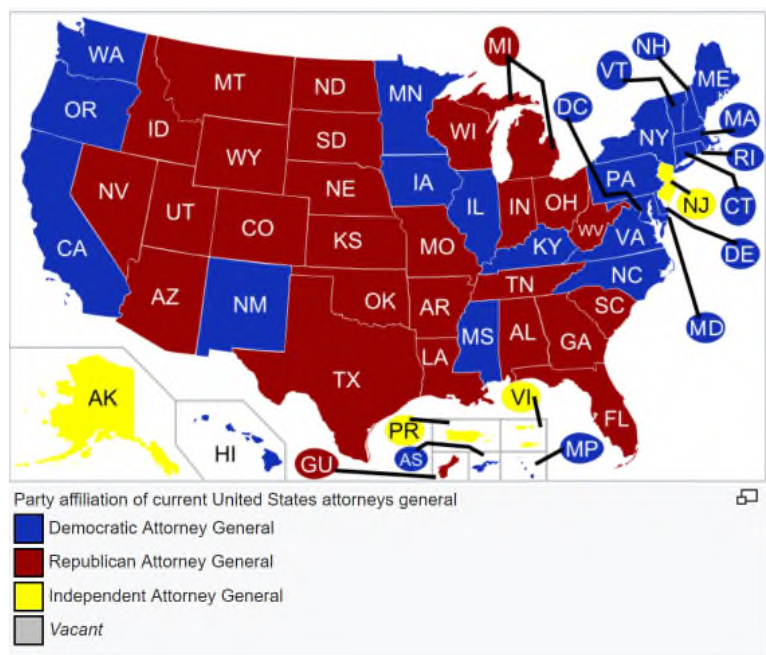 WA
MT
ND
MN
MI
NH
VT
ME
OR
ID
SD
WI
DC
NY
MA
WY
RI
NV
UT
NE
IA
IL
IN
OH
PA
NJ
CT
CA
CO
KS
MO
WV
KY
VA
DE
AZ
NM
OK
AR
TN
NC
SC
MD
MS
AL
GA
LA
TX
FL
AK
HI
VI
PR
AS
MP
GU
Party affiliation of current United States attorneys general
Democratic Attorney General
Republican Attorney General
Independent Attorney General
Vacant